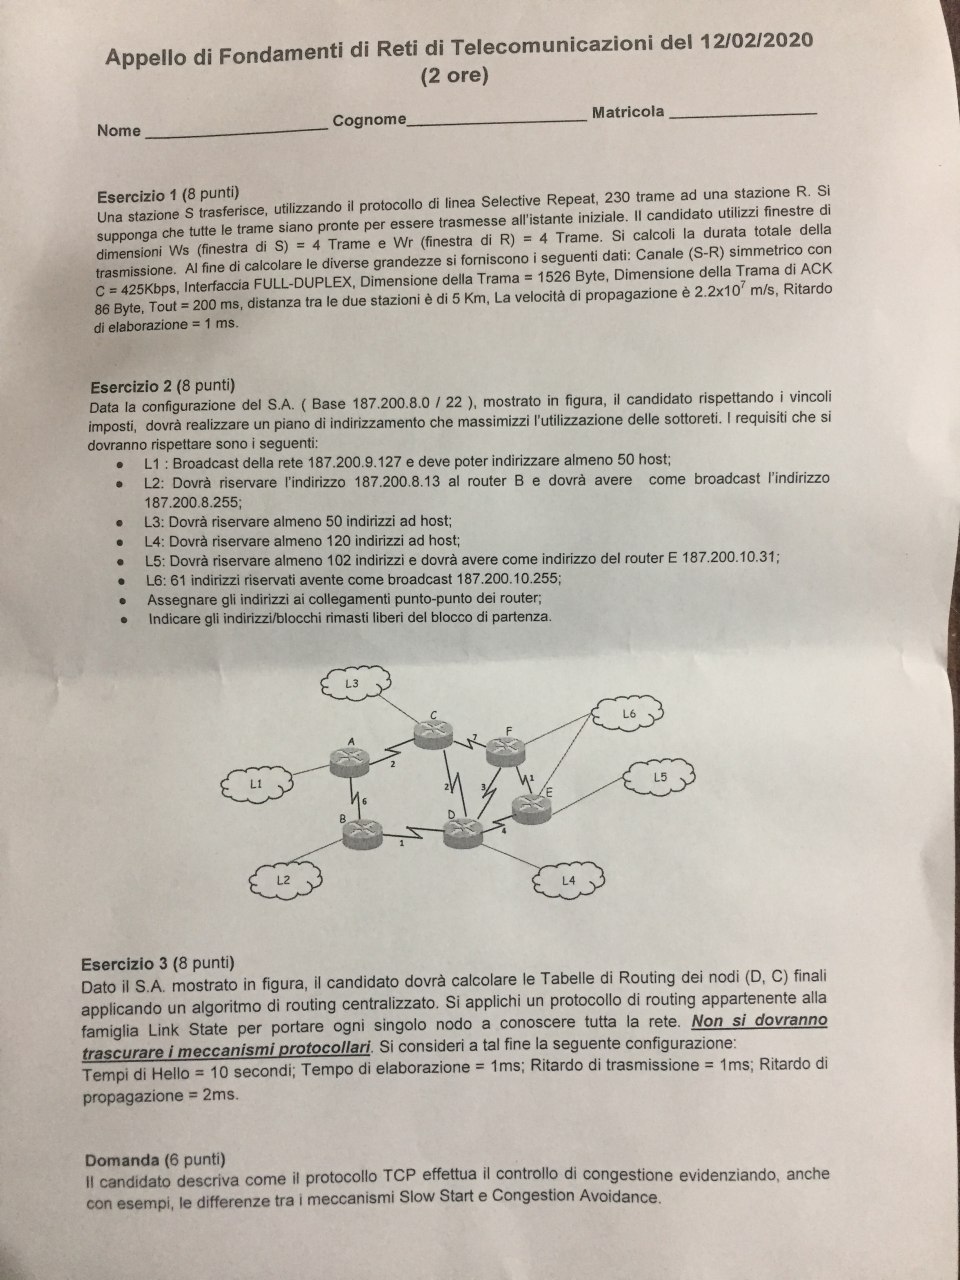 Appello di Fondamenti di Reti di Telecomunicazioni del 12/02/2020
(2 ore)
Nome ____________ Cognome____________ Matricola ____________
Esercizio 1 (8 punti)
Una stazione S trasferisce, utilizzando il protocollo di linea Selective Repeat, 230 trame ad una stazione R. Si
supponga che tutte le trame siano pronte per essere trasmesse all'istante iniziale. Il candidato utilizzi finestre di
dimensioni Ws (finestra di S) = 4 Trame e Wr (finestra di R) = 4 Trame. Si calcoli la durata totale della
trasmissione. Al fine di calcolare le diverse grandezze si forniscono i seguenti dati: Canale (S-R) simmetrico con
C = 425Kbps, Interfaccia FULL-DUPLEX, Dimensione della Trama = 1526 Byte, Dimensione della Trama di ACK
86 Byte, Tout = 200 ms, distanza tra le due stazioni è di 5 Km, La velocità di propagazione è 2.2x10⁷ m/s, Ritardo
di elaborazione = 1 ms.
Esercizio 2 (8 punti)
Data la configurazione del S.A. ( Base 187.200.8.0 / 22 ), mostrato in figura, il candidato rispettando i vincoli
imposti, dovrà realizzare un piano di indirizzamento che massimizzi l'utilizzazione delle sottoreti. I requisiti che si
dovranno rispettare sono i seguenti:
• L1 : Broadcast della rete 187.200.9.127 e deve poter indirizzare almeno 50 host;
• L2: Dovrà riservare l'indirizzo 187.200.8.13 al router B e dovrà avere come broadcast l'indirizzo
187.200.8.255;
• L3: Dovrà riservare almeno 50 indirizzi ad host;
• L4: Dovrà riservare almeno 120 indirizzi ad host;
• L5: Dovrà riservare almeno 102 indirizzi e dovrà avere come indirizzo del router E 187.200.10.31;
• L6: 61 indirizzi riservati avente come broadcast 187.200.10.255;
• Assegnare gli indirizzi ai collegamenti punto-punto dei router;
• Indicare gli indirizzi/blocchi rimasti liberi del blocco di partenza.
L3
C
L6
A
7
F
2
L1
2
3
1
L5
6
E
B
D
1
4
L2
L4
Esercizio 3 (8 punti)
Dato il S.A. mostrato in figura, il candidato dovrà calcolare le Tabelle di Routing dei nodi (D, C) finali
applicando un algoritmo di routing centralizzato. Si applichi un protocollo di routing appartenente alla
famiglia Link State per portare ogni singolo nodo a conoscere tutta la rete. Non si dovranno
trascurare i meccanismi protocollari. Si consideri a tal fine la seguente configurazione:
Tempi di Hello = 10 secondi; Tempo di elaborazione = 1ms; Ritardo di trasmissione = 1ms; Ritardo di
propagazione = 2ms.
Domanda (6 punti)
Il candidato descriva come il protocollo TCP effettua il controllo di congestione evidenziando, anche
con esempi, le differenze tra i meccanismi Slow Start e Congestion Avoidance.